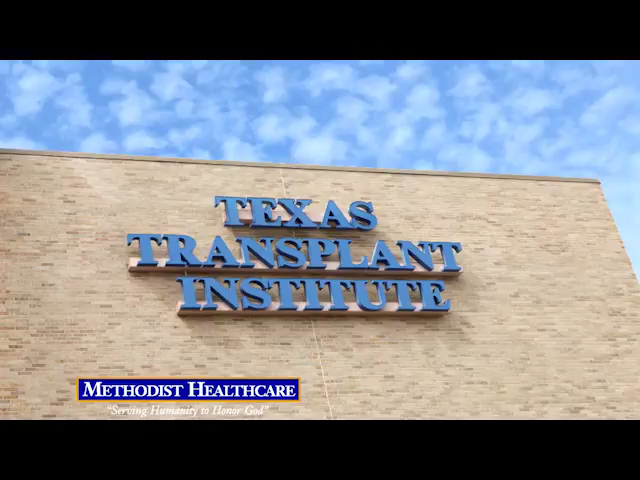 TEXAS
TRANSPLANT
INSTITUTE
METHODIST HEALTHCARE
"Serving Humanity to Honor God"